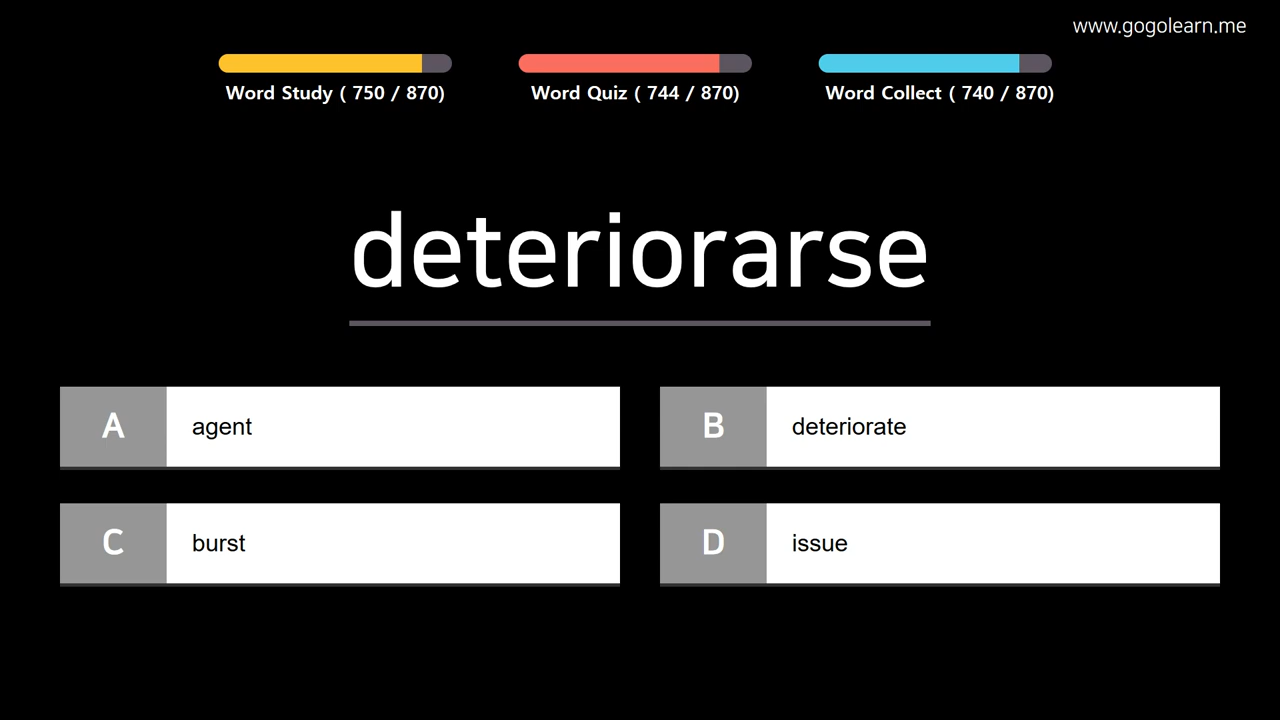 www.gogolearn.me
Word Study ( 750 / 870)
Word Quiz ( 744 / 870)
Word Collect ( 740 / 870)
deteriorarse
A agent
B deteriorate
C burst
D issue